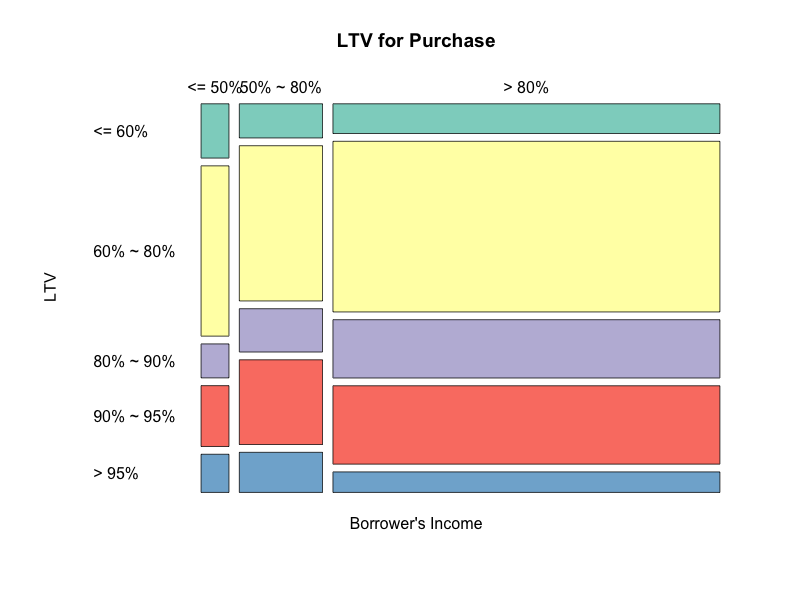 LTV for Purchase
<= 50%
50% ~ 80%
> 80%
<= 60%
60% ~ 80%
LTV
80% ~ 90%
90% ~ 95%
> 95%
Borrower's Income